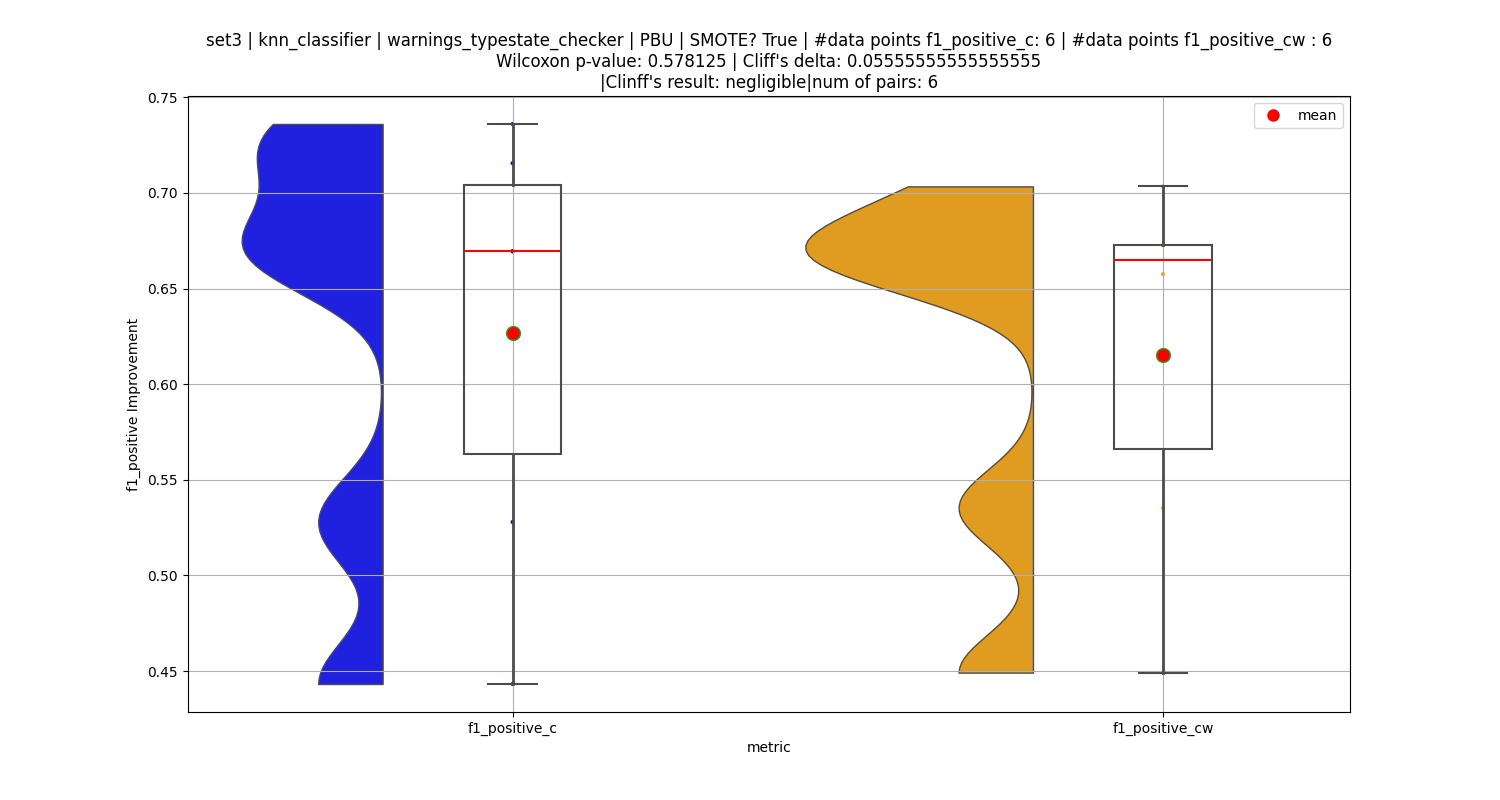 set3 | knn_classifier | warnings_typestate_checker | PBU | SMOTE? True | #data points f1_positive_c: 6 | #data points f1_positive_cw : 6
Wilcoxon p-value: 0.578125 | Cliff's delta: 0.05555555555555555
|Clinff's result: negligible|num of pairs: 6
mean
0.75
0.70
0.65
0.60
0.55
0.50
0.45
f1_positive Improvement
f1_positive_c
f1_positive_cw
metric